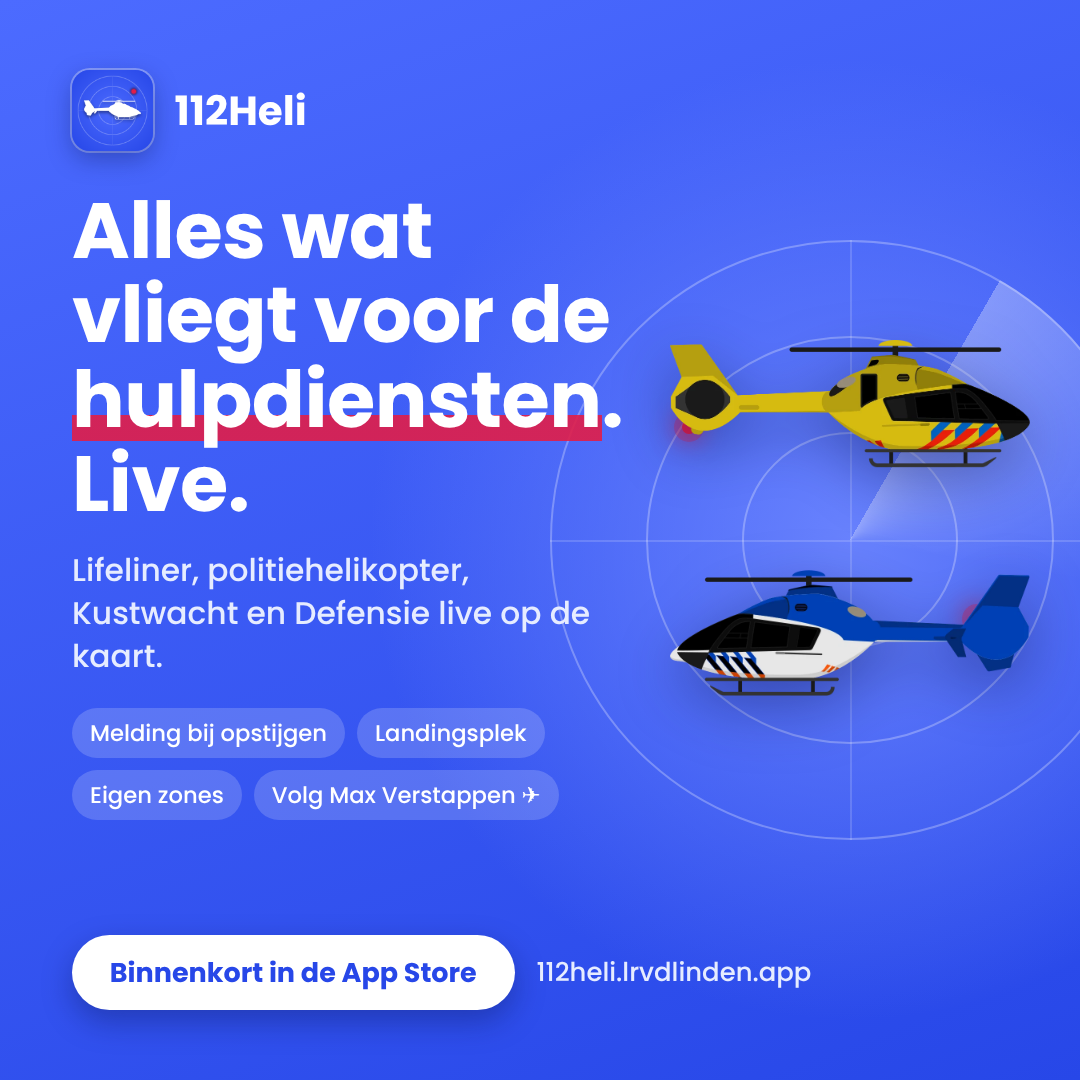 112Heli
Alles wat
vliegt voor de
hulpdiensten.
Live.
Lifeliner, politiehelikopter,
Kustwacht en Defensie live op de
kaart.
Melding bij opstijgen
Landingsplek
Eigen zones
Volg Max Verstappen ✈
Binnenkort in de App Store
112heli.lrvdlinden.app